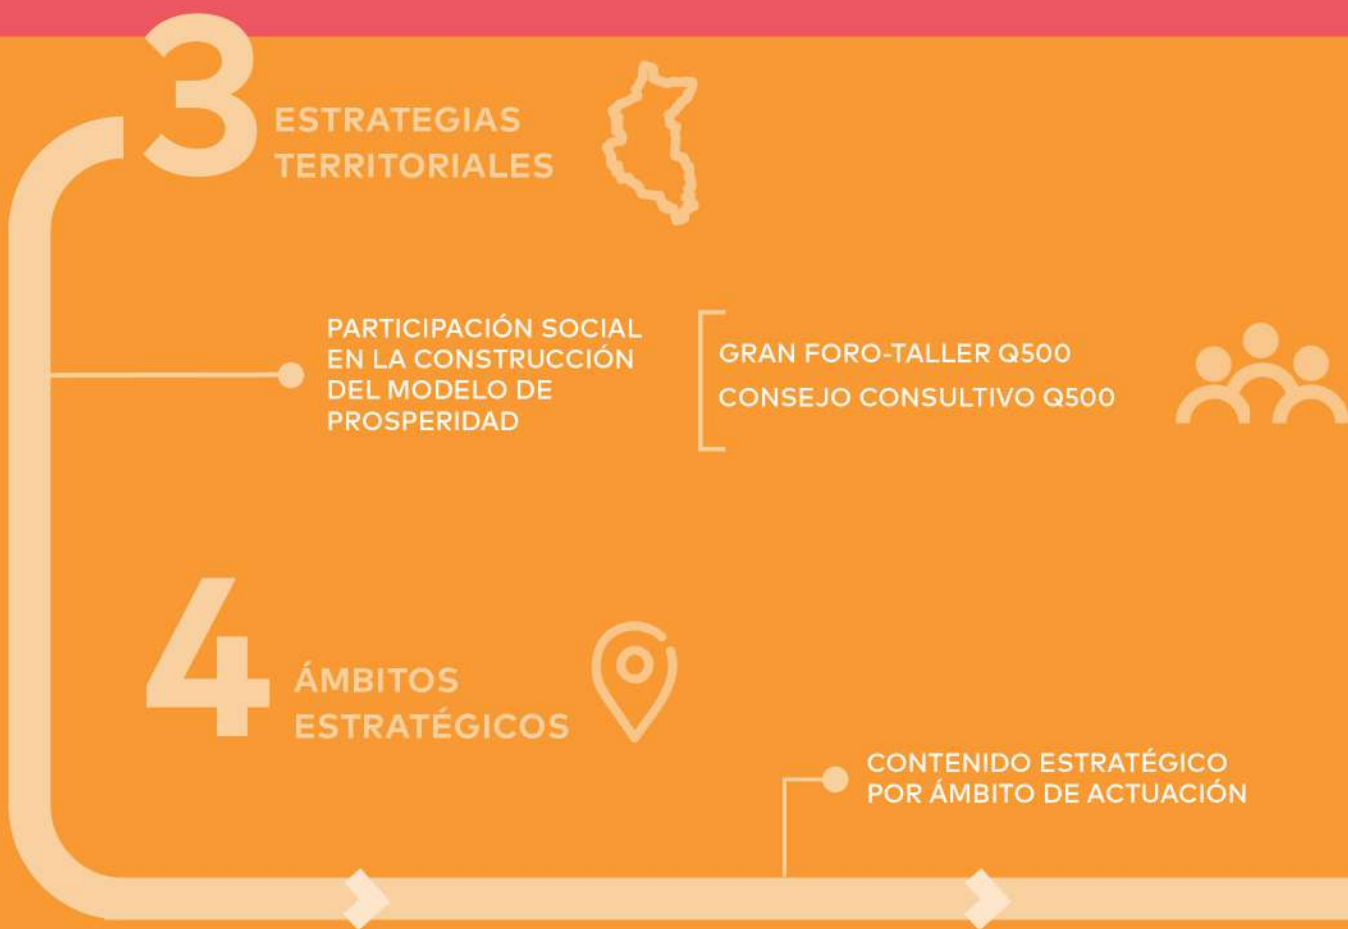 3
ESTRATEGIAS
TERRITORIALES
PARTICIPACIÓN SOCIAL
EN LA CONSTRUCCIÓN
DEL MODELO DE
PROSPERIDAD
GRAN FORO-TALLER Q500
CONSEJO CONSULTIVO Q500
4
ÁMBITOS
ESTRATÉGICOS
CONTENIDO ESTRATÉGICO
POR ÁMBITO DE ACTUACIÓN